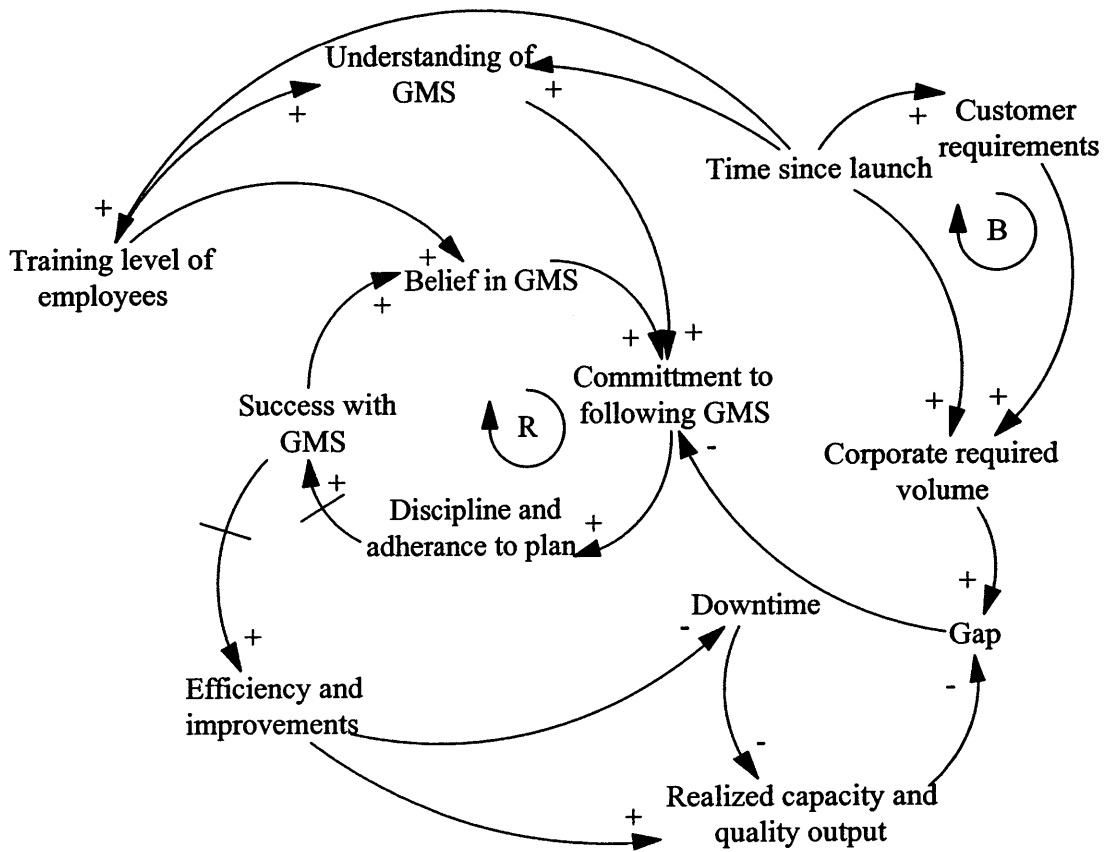 Understanding of
GMS
+
+
Customer
requirements
+
Time since launch
+
Training level of
employees
B
+
Belief in GMS
+
+
+
Committment to
following GMS
Success with
GMS
R
+
+
-
Corporate required
volume
+
Discipline and
adherance to plan
+
+
Downtime
-
Gap
+
Efficiency and
improvements
-
-
Realized capacity and
quality output
+